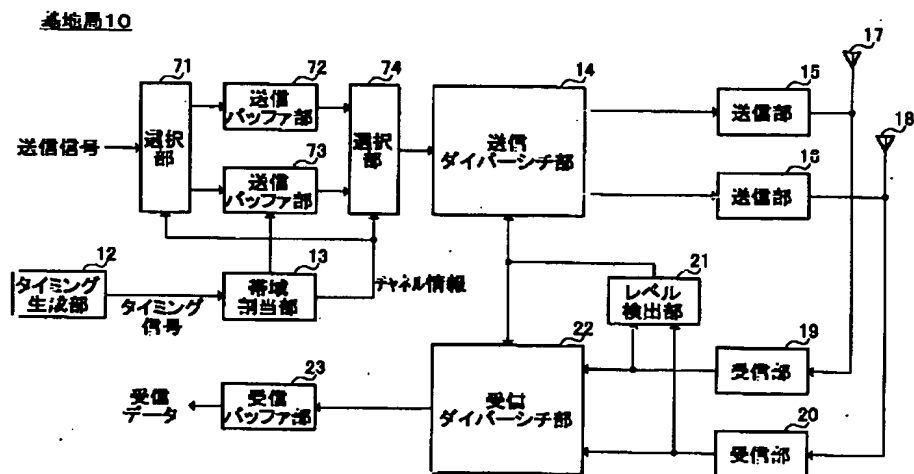 基地局10
17
71
72
74
14
15
送信
バッファ部
送信部
18
送信信号
選択
部
選択
部
送信
ダイバーシチ部
73
16
送信
バッファ部
送信部
12
13
21
タイミング
生成部
タイミング
信号
帯域
割当部
チャネル情報
レベル
検出部
22
19
23
受信部
受信
データ
受信
バッファ部
受信
ダイバーシチ部
20
受信部